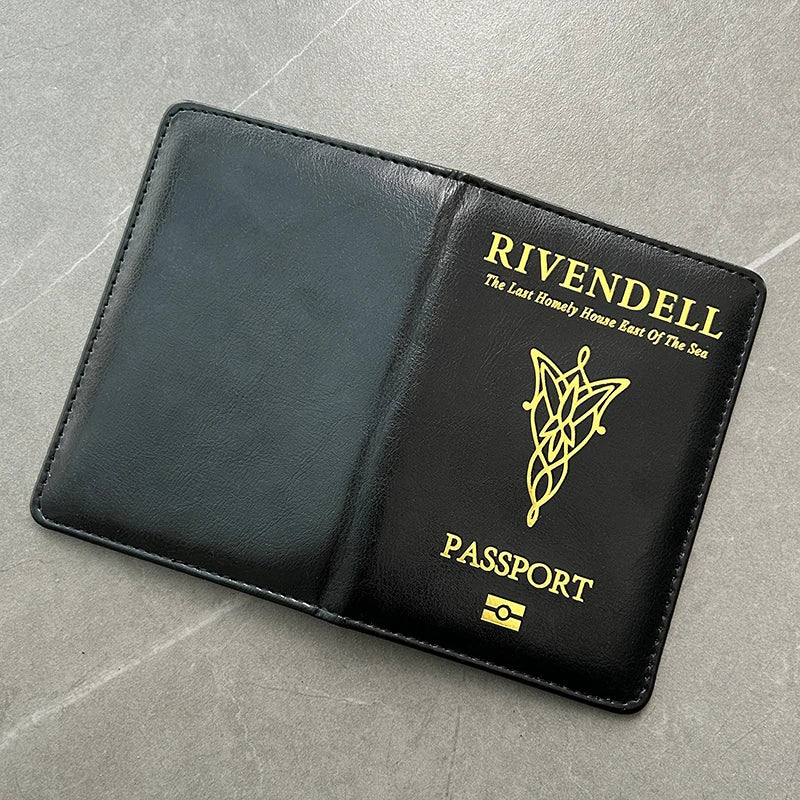 RIVENDELL
The Last Homely House East Of The Sea
PASSPORT